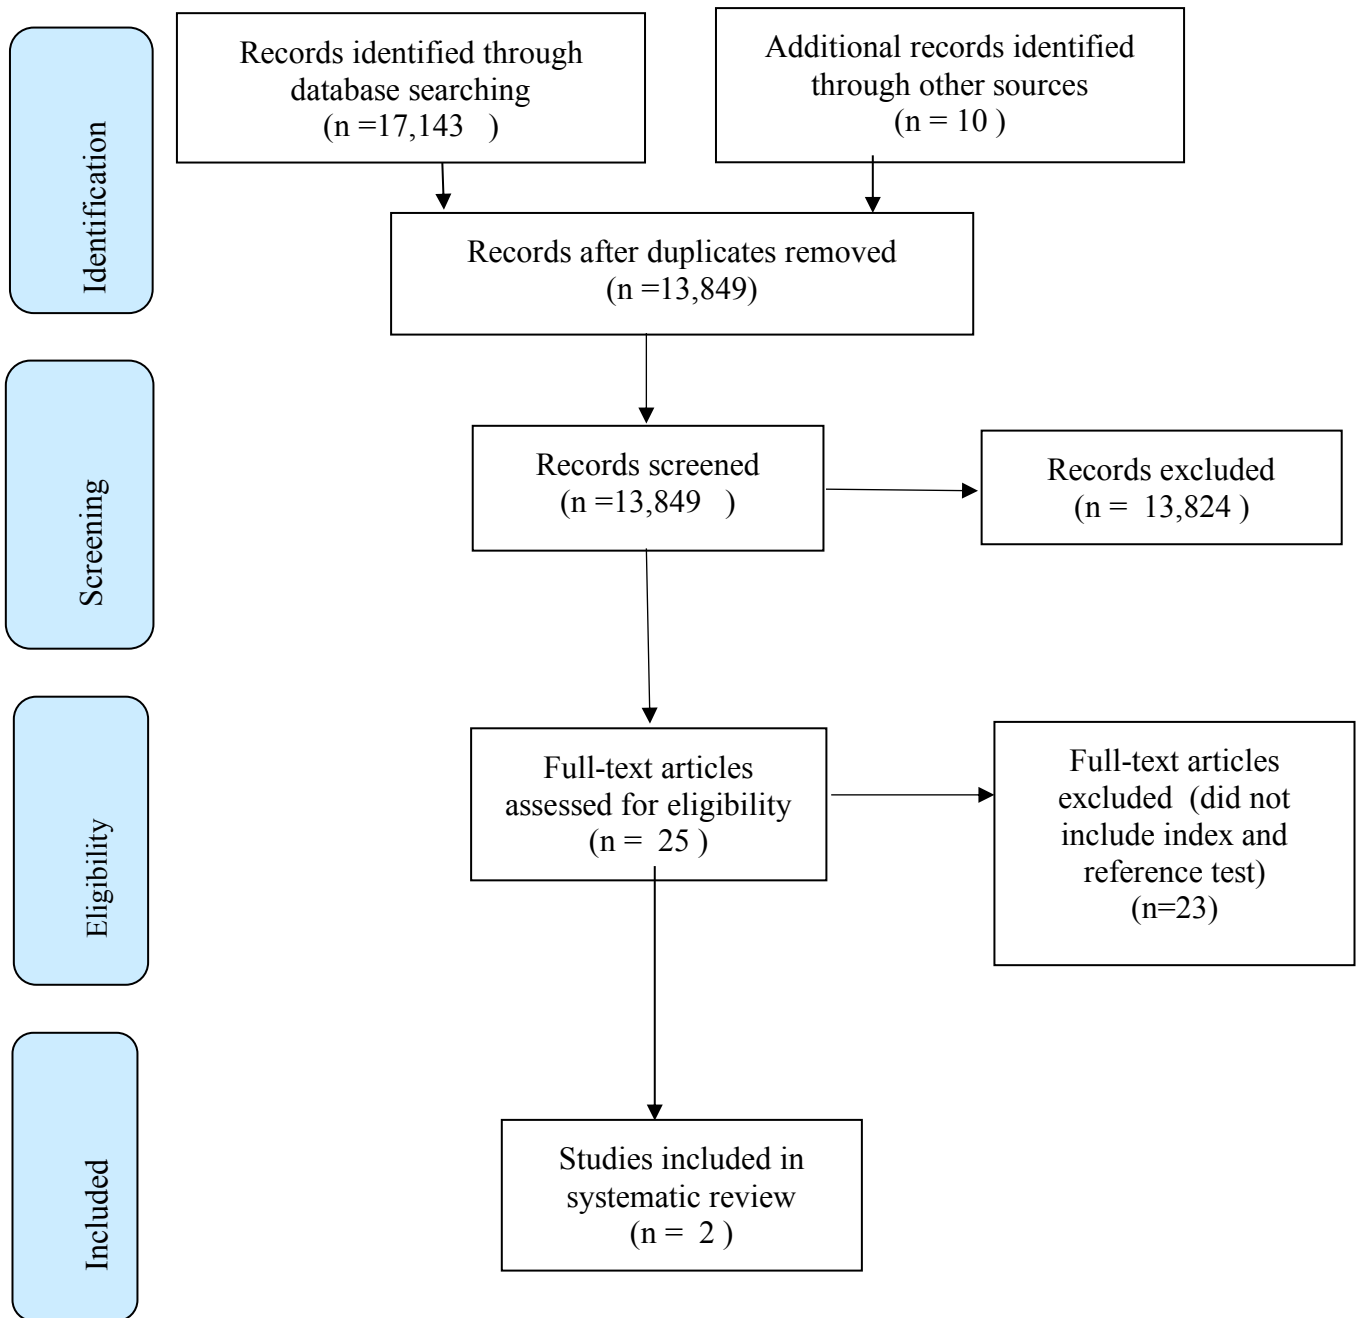 Identification
Records identified through
database searching
(n =17,143   )
Additional records identified
through other sources
(n = 10 )
Records after duplicates removed
(n =13,849)
Screening
Records screened
(n =13,849   )
Records excluded
(n =  13,824 )
Eligibility
Full-text articles
assessed for eligibility
(n =  25 )
Full-text articles
excluded  (did not
include index and
reference test)
(n=23)
Included
Studies included in
systematic review
(n =  2 )